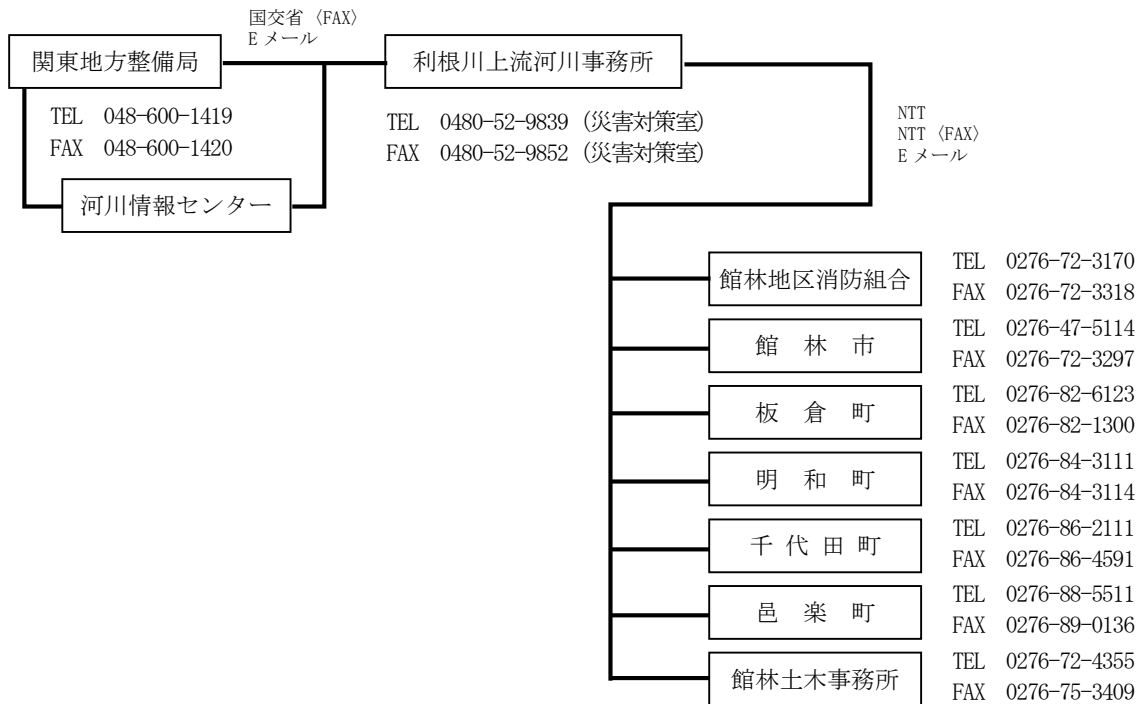 国交省〈FAX〉
Eメール
関東地方整備局
利根川上流河川事務所
TEL 048-600-1419
FAX 048-600-1420
TEL 0480-52-9839 (災害対策室)
FAX 0480-52-9852 (災害対策室)
NTT
NTT〈FAX〉
Eメール
河川情報センター
館林地区消防組合
TEL 0276-72-3170
FAX 0276-72-3318
館 林 市
TEL 0276-47-5114
FAX 0276-72-3297
板 倉 町
TEL 0276-82-6123
FAX 0276-82-1300
明 和 町
TEL 0276-84-3111
FAX 0276-84-3114
千 代 田 町
TEL 0276-86-2111
FAX 0276-86-4591
邑 楽 町
TEL 0276-88-5511
FAX 0276-89-0136
館林土木事務所
TEL 0276-72-4355
FAX 0276-75-3409